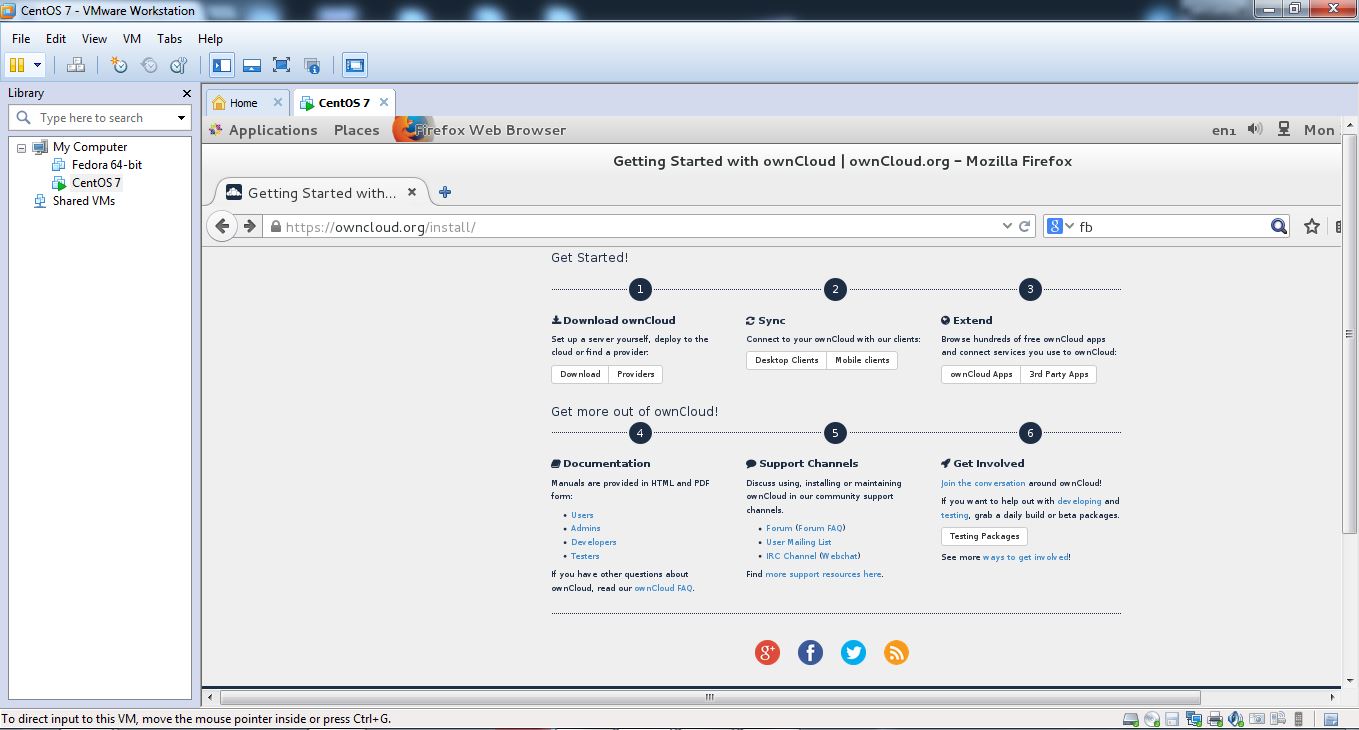 CentOS 7 - VMware Workstation
File Edit View VM Tabs Help
Library
Type here to search
My Computer
Fedora 64-bit
CentOS 7
Shared VMs
Home
CentOS 7
Applications Places Firefox Web Browser
en1 Mon
Getting Started with ownCloud | ownCloud.org - Mozilla Firefox
Getting Started with...
https://owncloud.org/install/
8 fb
Get Started!
1 2 3
Download ownCloud
Set up a server yourself, deploy to the
cloud or find a provider:
Download Providers
Sync
Connect to your ownCloud with our clients:
Desktop Clients Mobile clients
Extend
Browse hundreds of free ownCloud apps
and connect services you use to ownCloud:
ownCloud Apps 3rd Party Apps
Get more out of ownCloud!
4 5 6
Documentation
Manuals are provided in HTML and PDF
form:
• Users
• Admins
• Developers
• Testers
If you have other questions about
ownCloud, read our ownCloud FAQ.
Support Channels
Discuss using, installing or maintaining
ownCloud in our community support
channels.
• Forum (Forum FAQ)
• User Mailing List
• IRC Channel (Webchat)
Find more support resources here.
Get Involved
Join the conversation around ownCloud!
If you want to help out with developing and
testing, grab a daily build or beta packages.
Testing Packages
See more ways to get involved!
g+ f
To direct input to this VM, move the mouse pointer inside or press Ctrl+G.